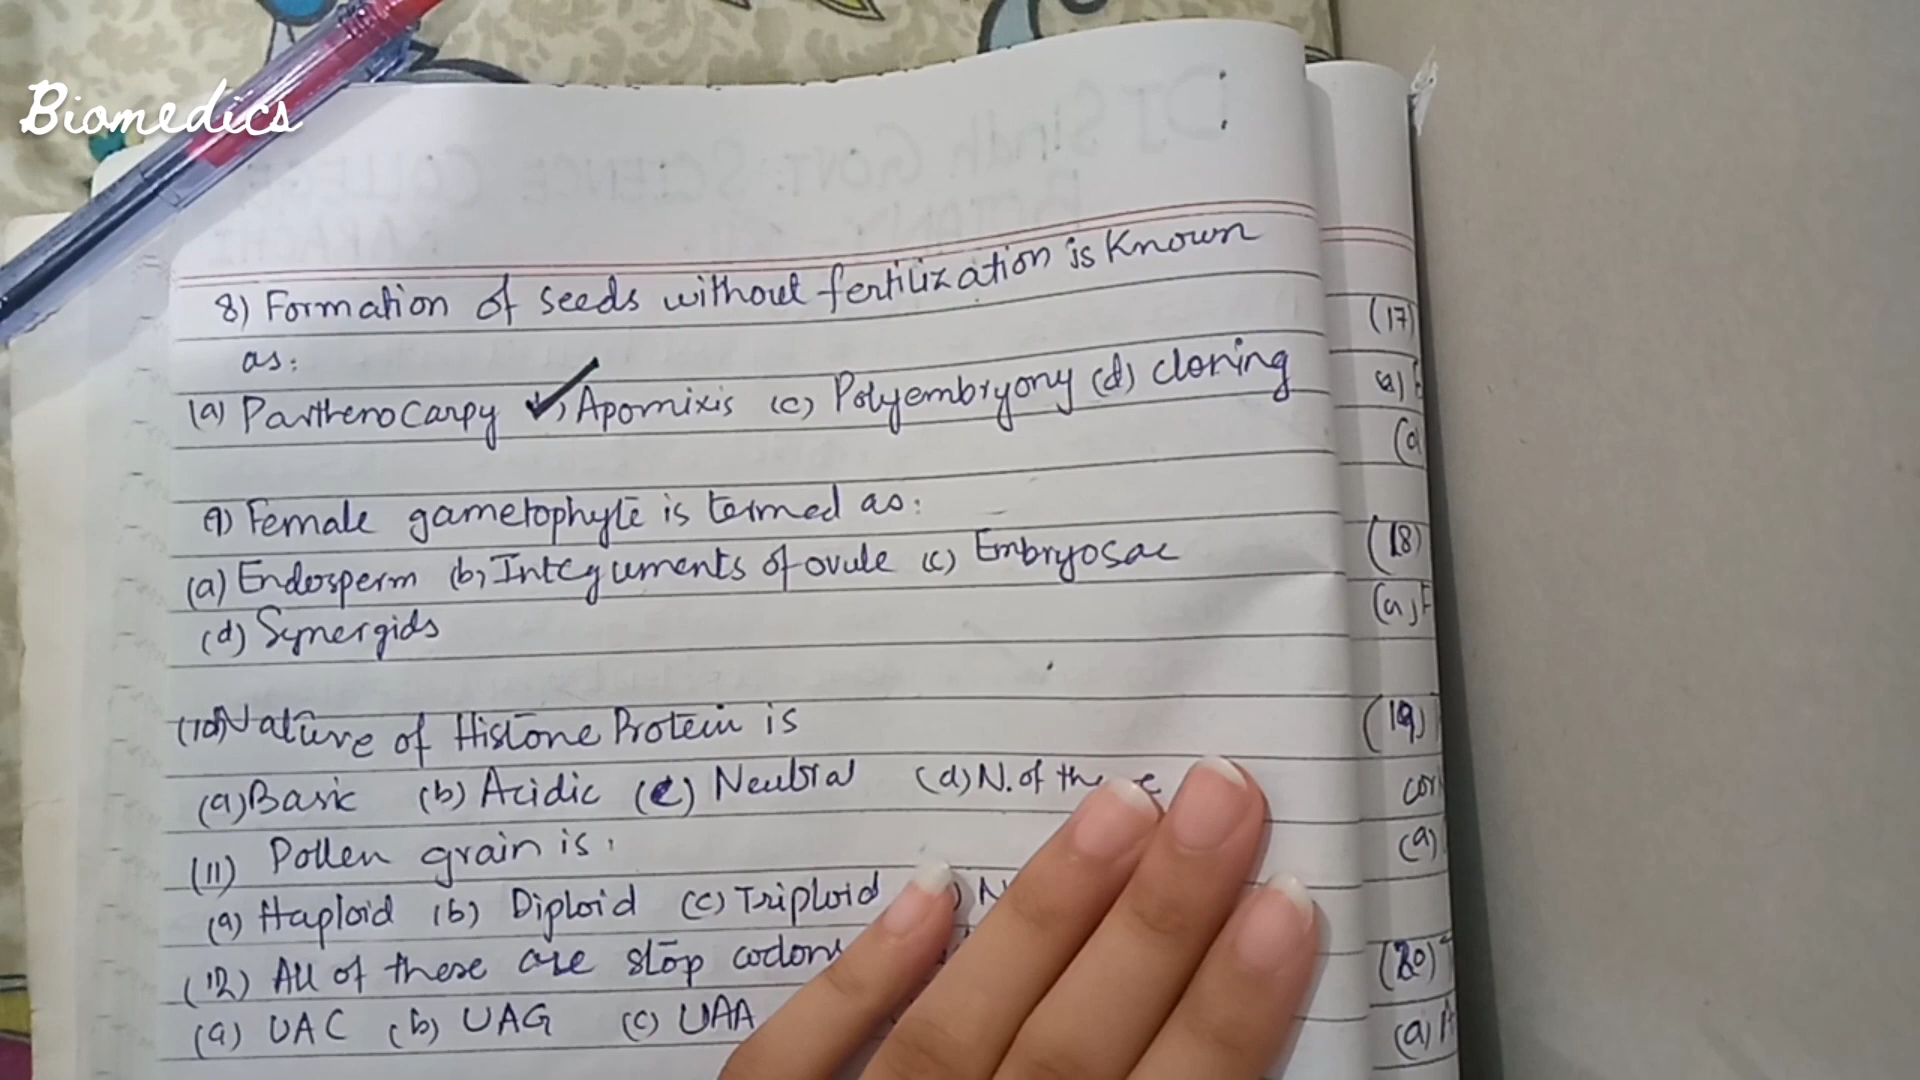 Biomedics
8) Formation of seeds without fertilization is known
as:
(a) Parthenocarpy ✓) Apomixis (c) Polyembryony (d) cloning
9) Female gametophyte is termed as:
(a) Endosperm (b) Integuments of ovule (c) Embryosac
(d) Synergids
(10) Nature of Histone Protein is
(a) Basic (b) Acidic (c) Neutral (d) N. of
(11) Pollen grain is:
(a) Haploid (b) Diploid (c) Triploid
(12) All of these are stop codons
(a) UAC (b) UAG (c) UAA
(17)
(a)
(d
(18)
(a)
(19)
(a)
(20)
(a)